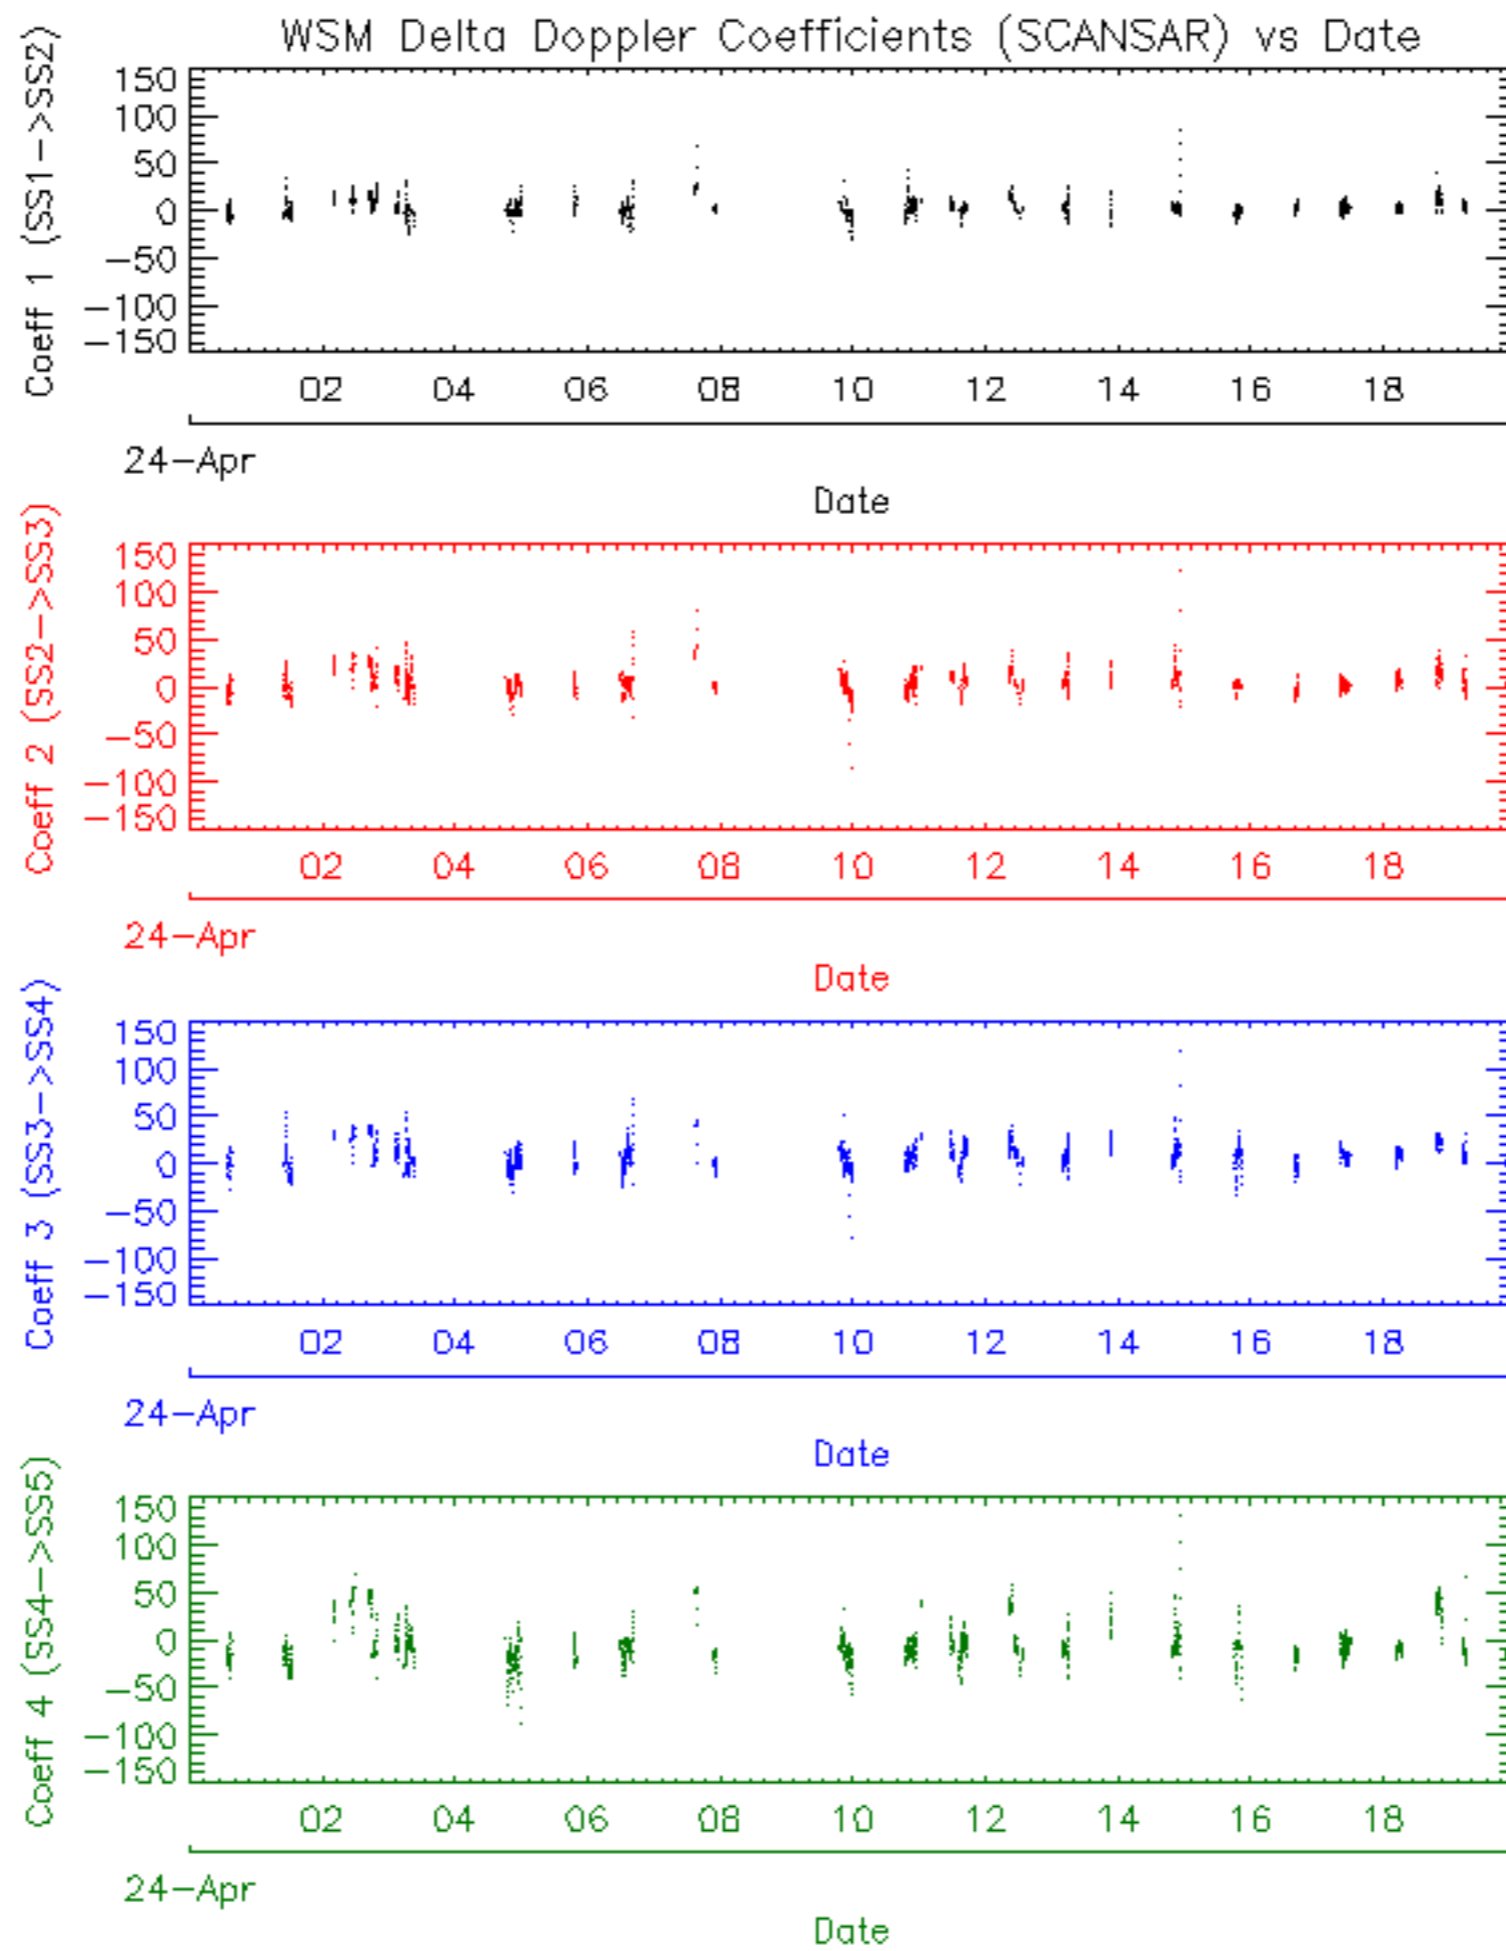 WSM Delta Doppler Coefficients (SCANSAR) vs Date
Coeff 1 (SS1->SS2)
150
100
50
0
-50
-100
-150
02 04 06 08 10 12 14 16 18
24-Apr
Date
Coeff 2 (SS2->SS3)
150
100
50
0
-50
-100
-150
02 04 06 08 10 12 14 16 18
24-Apr
Date
Coeff 3 (SS3->SS4)
150
100
50
0
-50
-100
-150
02 04 06 08 10 12 14 16 18
24-Apr
Date
Coeff 4 (SS4->SS5)
150
100
50
0
-50
-100
-150
02 04 06 08 10 12 14 16 18
24-Apr
Date